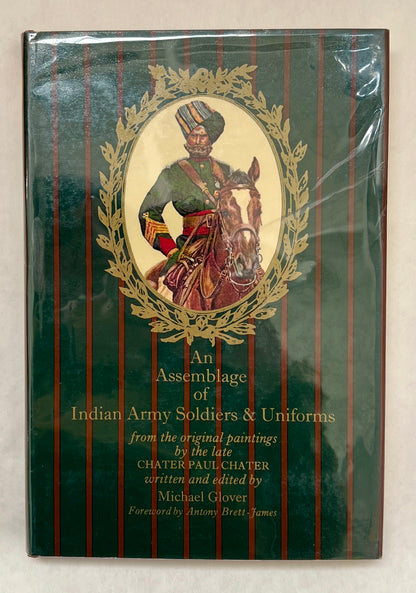 An
Assemblage
of
Indian Army Soldiers & Uniforms
from the original paintings
by the late
CHATER PAUL CHATER
written and edited by
Michael Glover
Foreword by Antony Brett-James